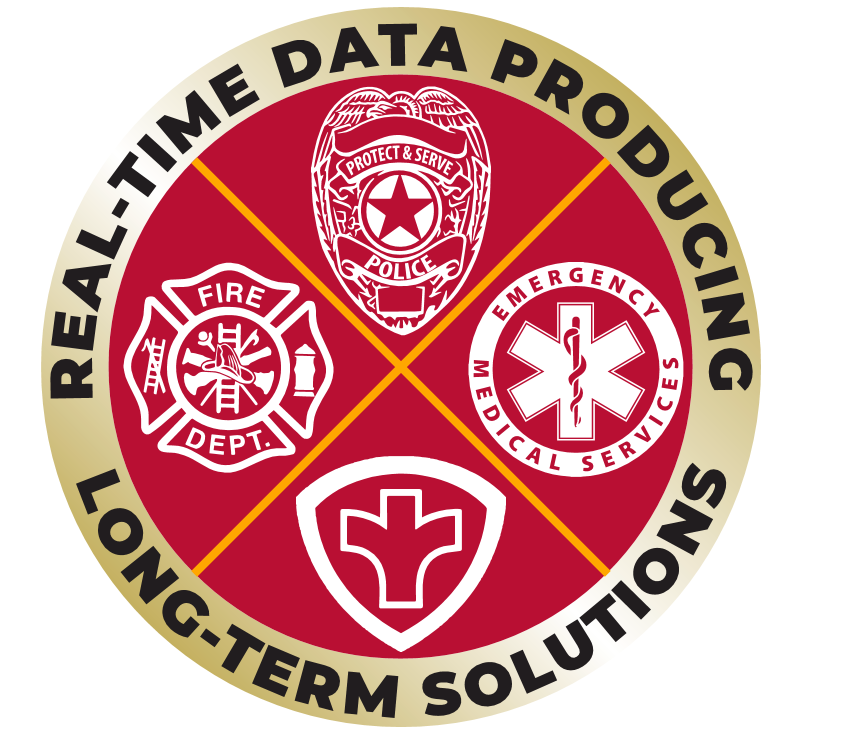 REAL-TIME DATA PRODUCING
PROTECT & SERVE
POLICE
FIRE
DEPT.
EMERGENCY
MEDICAL SERVICES
LONG-TERM SOLUTIONS